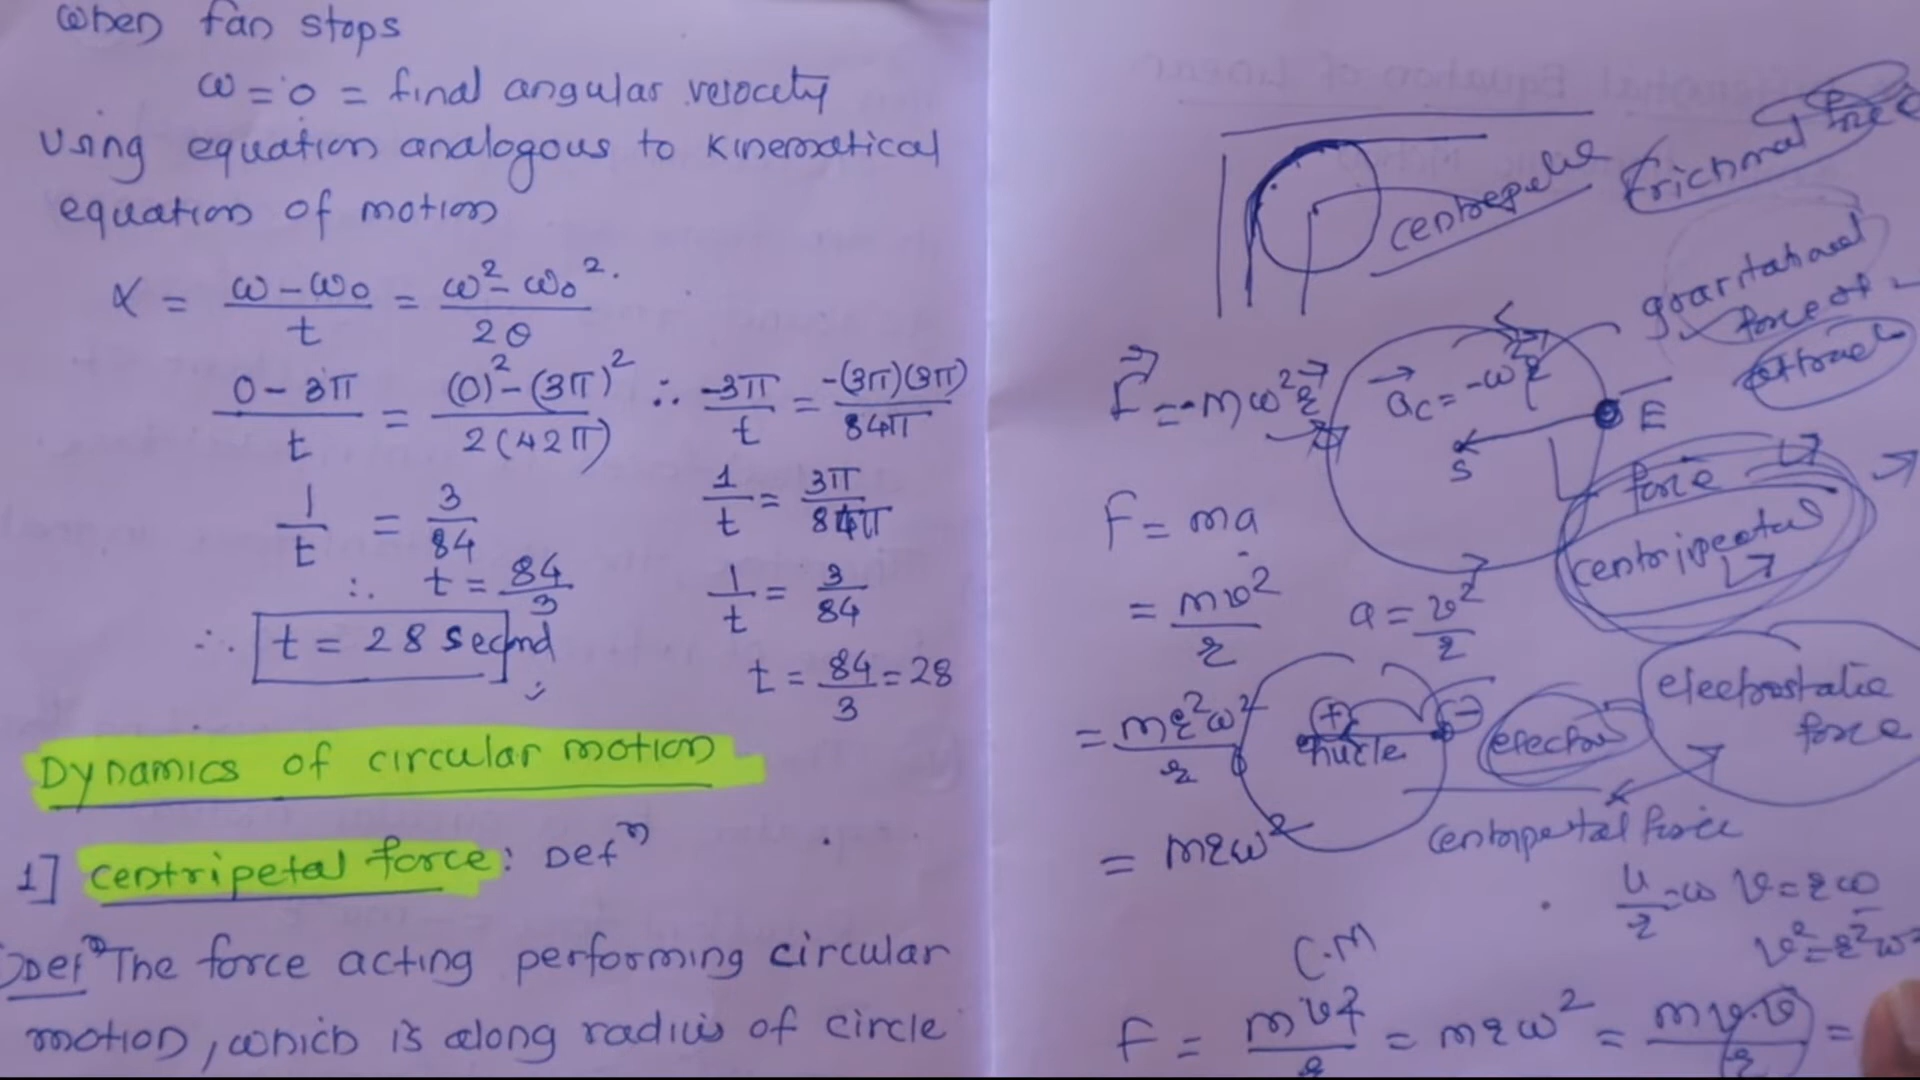 when fan stops
ω = 0 = final angular velocity
Using equation analogous to kinematical
equation of motion
α = (ω - ω₀)/t = (ω² - ω₀²)/2θ
(0 - 3π)/t = ((0)² - (3π)²)/2(42π) ∴ -3π/t = -(3π)(3π)/84π
1/t = 3/84
1/t = 3π/84π
∴ t = 84/3
1/t = 3/84
∴ t = 28 second
t = 84/3 = 28
Dynamics of circular motion
1] centripetal force: Defⁿ
Defⁿ The force acting performing circular
motion, which is along radius of circle
frictional force
gravitational
force of
F = -mω²r
a_c = -ω²r
E
S
force
centripetal
F = ma
= mv²/r
a = v²/r
electrostatic
force
= mr²ω²/r
+
-
nucle
centripetal force
= mrω²
v/r = ω v = rω
v² = r²ω²
C.M
F = mv²/r = mrω² = mv.v/r =